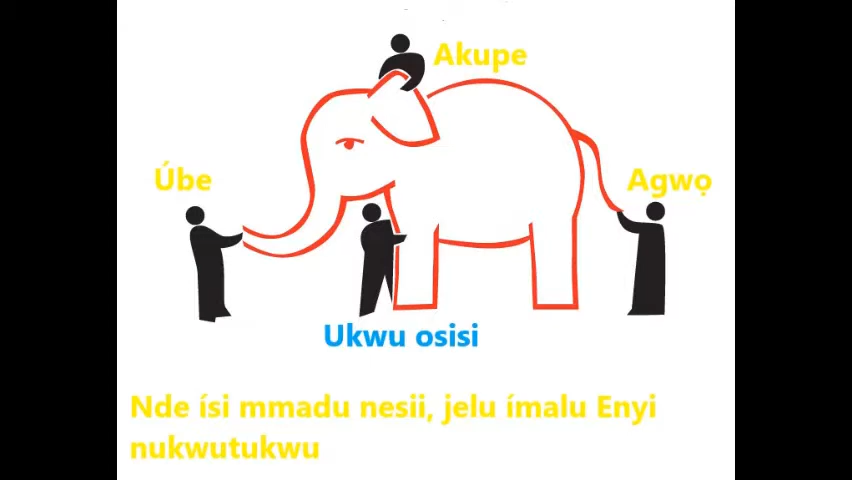 Akupe
Úbe
Agwọ
Ukwu osisi
Nde ísi mmadu nesii, jelu ímalu Enyi
nukwutukwu